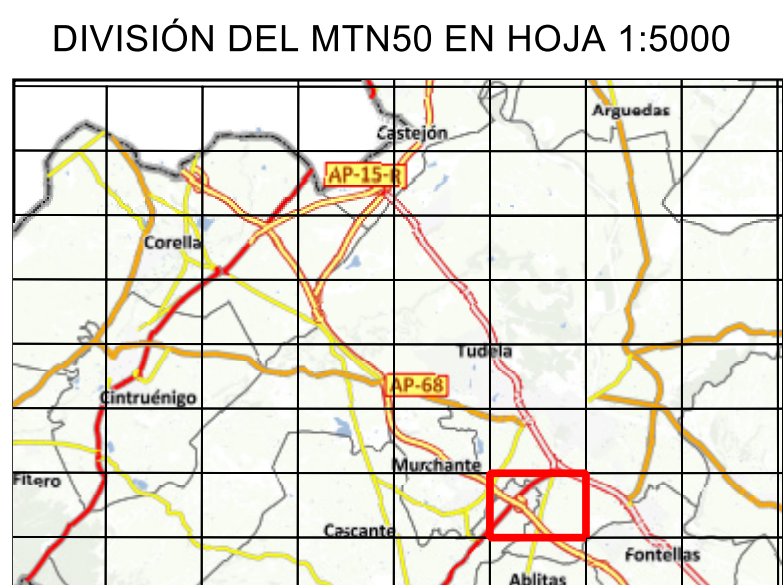 DIVISIÓN DEL MTN50 EN HOJA 1:5000
Arguedas
Castejón
AP-15-R
Corella
Tudela
AP-68
Cintruénigo
Murchante
Fitero
Cascante
Fontellas
Ablitas